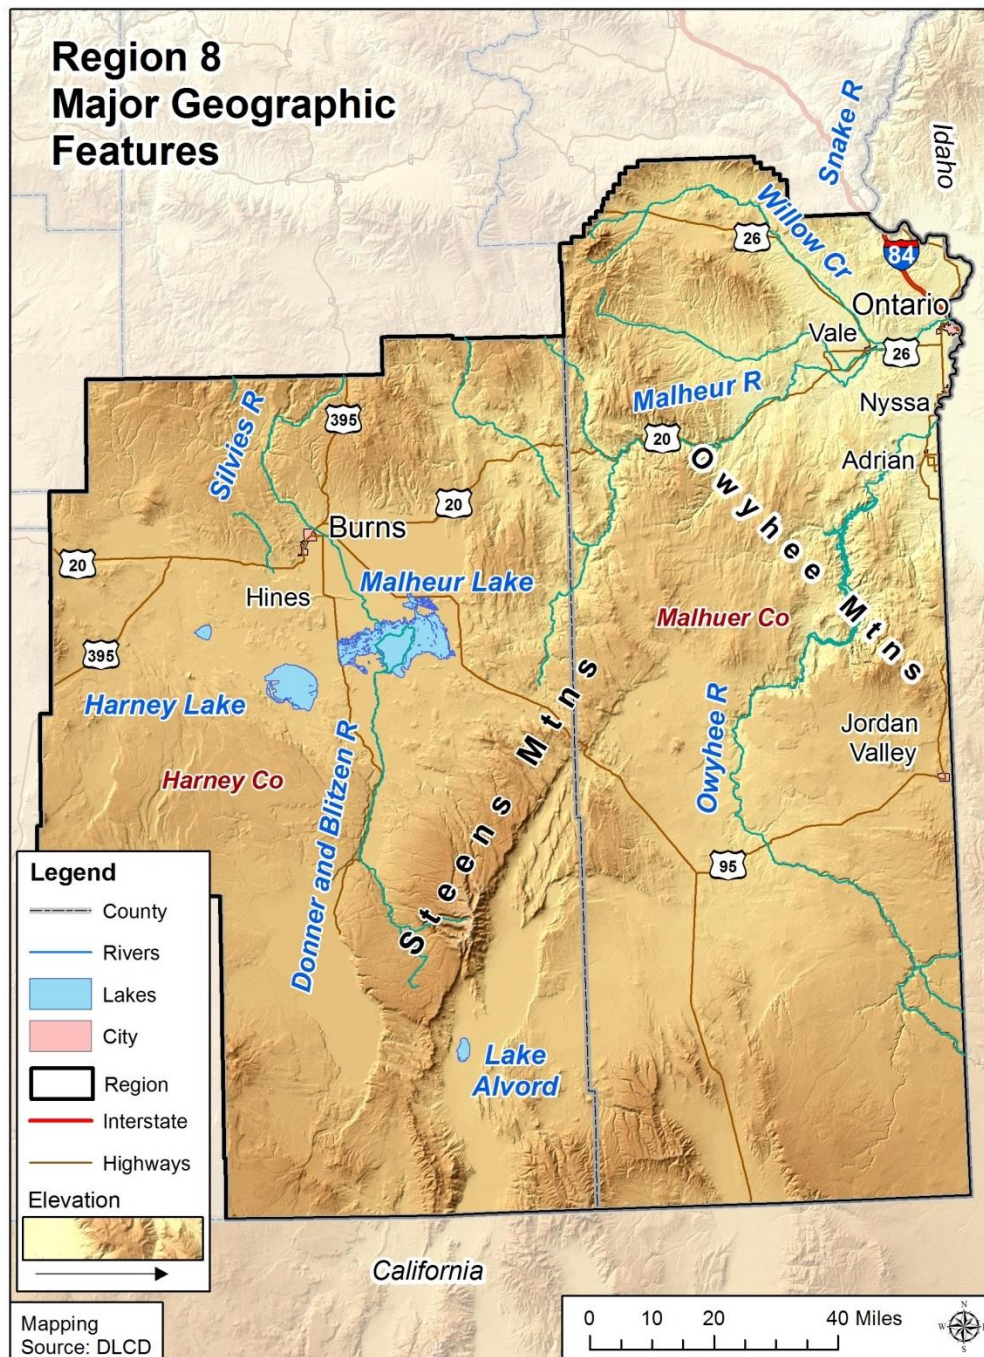 Region 8
Major Geographic
Features
Snake R
Idaho
Willow Cr
26
84
Ontario
Vale
26
Malheur R
Nyssa
395
Silvies R
20
Owyhee Mtns
Adrian
20
Burns
20
Hines
Malheur Lake
Malhuer Co
395
Harney Lake
Steens Mtns
Owyhee R
Jordan
Valley
Harney Co
Donner and Blitzen R
95
Lake
Alvord
Legend
County
Rivers
Lakes
City
Region
Interstate
Highways
Elevation
California
Mapping
Source: DLCD
0 10 20 40 Miles
N
W E
S